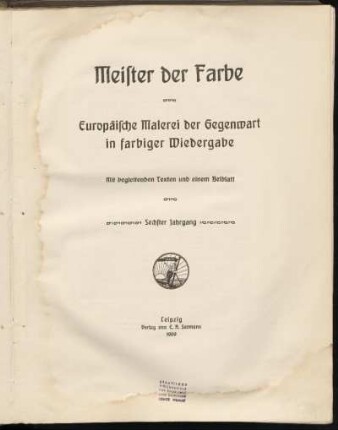 Meister der Farbe
Europäische Malerei der Gegenwart
in farbiger Wiedergabe
Mit begleitenden Texten und einem Beiblatt
Sechster Jahrgang
Leipzig
Verlag von E. A. Seemann
1909